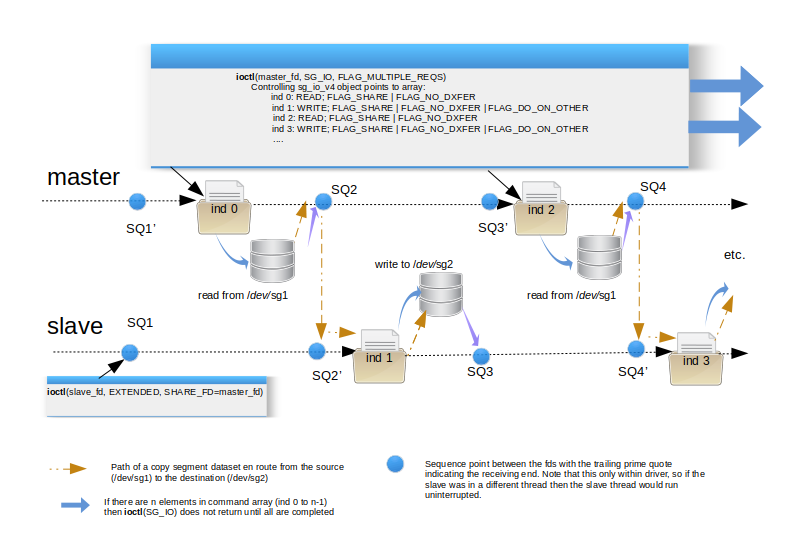 ioctl(master_fd, SG_IO, FLAG_MULTIPLE_REQS)
Controlling sg_io_v4 object points to array:
ind 0: READ; FLAG_SHARE | FLAG_NO_DXFER
ind 1: WRITE; FLAG_SHARE | FLAG_NO_DXFER | FLAG_DO_ON_OTHER
ind 2: READ; FLAG_SHARE | FLAG_NO_DXFER
ind 3: WRITE; FLAG_SHARE | FLAG_NO_DXFER | FLAG_DO_ON_OTHER
....
master
SQ1’
ind 0
SQ2
SQ3’
ind 2
SQ4
read from /dev/sg1
write to /dev/sg2
read from /dev/sg1
etc.
slave
SQ1
SQ2’
ind 1
SQ3
SQ4’
ind 3
ioctl(slave_fd, EXTENDED, SHARE_FD=master_fd)
Path of a copy segment dataset en route from the source
(/dev/sg1) to the destination (/dev/sg2)
If there are n elements in command array (ind 0 to n-1)
then ioctl(SG_IO) does not return until all are completed
Sequence point between the fds with the trailing prime quote
indicating the receiving end. Note that this only within driver, so if the
slave was in a different thread then the slave thread would run
uninterrupted.